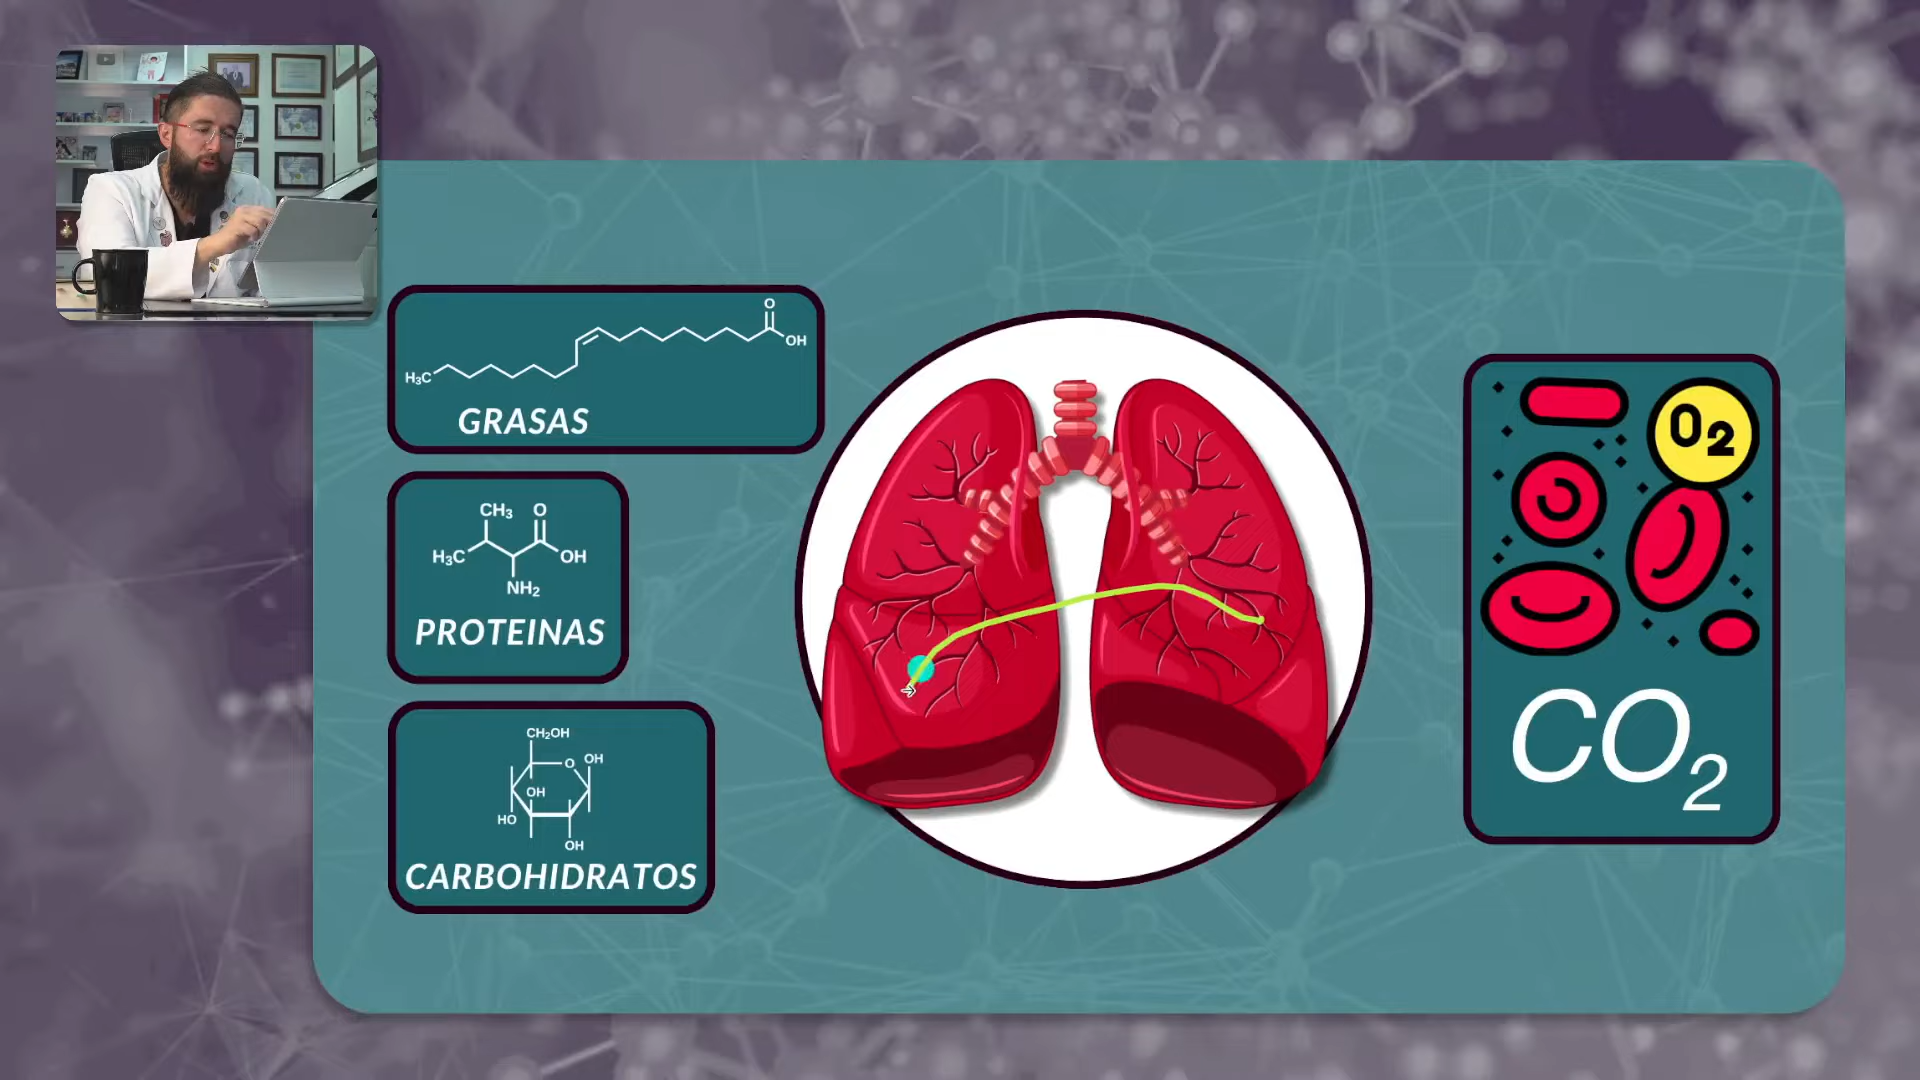 O
OH
H₃C
GRASAS
CH₃ O
H₃C OH
NH₂
PROTEINAS
CH₂OH
O OH
OH
HO
OH
CARBOHIDRATOS
O₂
CO₂